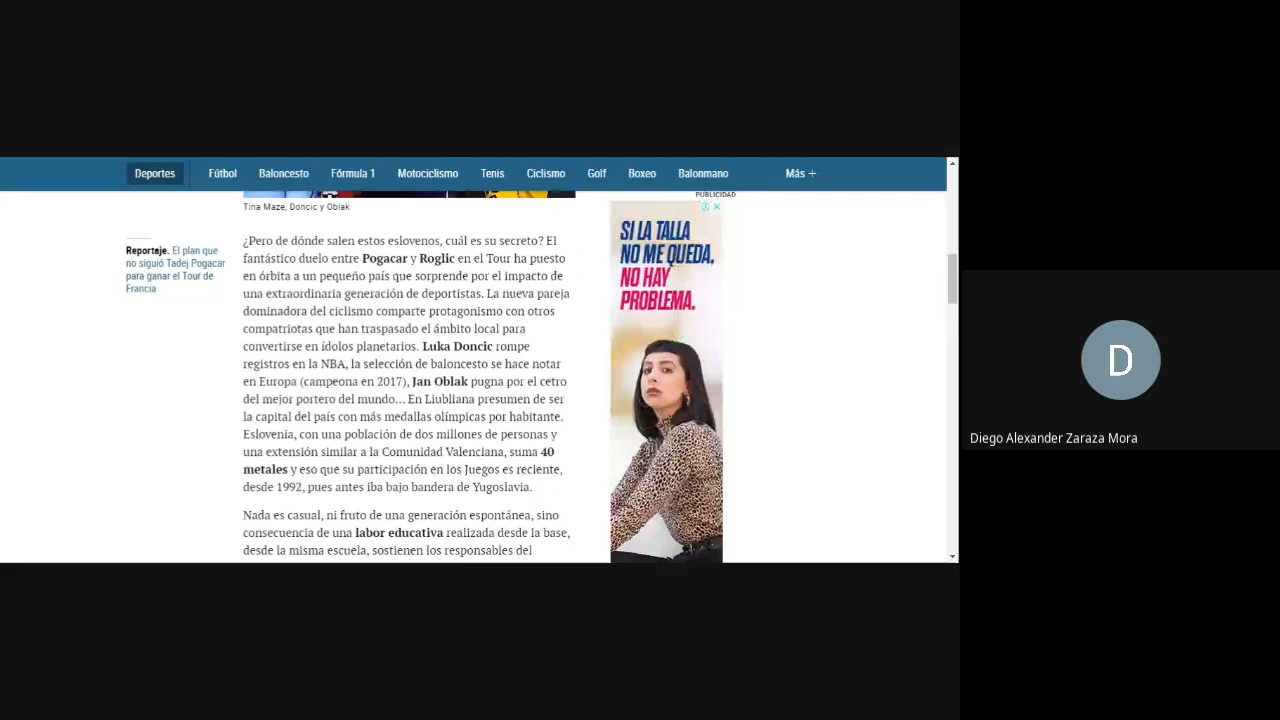 Deportes Fútbol Baloncesto Fórmula 1 Motociclismo Tenis Ciclismo Golf Boxeo Balonmano Más +
Tina Maze, Doncic y Oblak
Reportaje. El plan que
no siguió Tadej Pogacar
para ganar el Tour de
Francia
¿Pero de dónde salen estos eslovenos, cuál es su secreto? El
fantástico duelo entre Pogacar y Roglic en el Tour ha puesto
en órbita a un pequeño país que sorprende por el impacto de
una extraordinaria generación de deportistas. La nueva pareja
dominadora del ciclismo comparte protagonismo con otros
compatriotas que han traspasado el ámbito local para
convertirse en ídolos planetarios. Luka Doncic rompe
registros en la NBA, la selección de baloncesto se hace notar
en Europa (campeona en 2017), Jan Oblak pugna por el cetro
del mejor portero del mundo... En Liubliana presumen de ser
la capital del país con más medallas olímpicas por habitante.
Eslovenia, con una población de dos millones de personas y
una extensión similar a la Comunidad Valenciana, suma 40
metales y eso que su participación en los Juegos es reciente,
desde 1992, pues antes iba bajo bandera de Yugoslavia.
Nada es casual, ni fruto de una generación espontánea, sino
consecuencia de una labor educativa realizada desde la base,
desde la misma escuela, sostienen los responsables del
PUBLICIDAD
SI LA TALLA
NO ME QUEDA,
NO HAY
PROBLEMA.
D
Diego Alexander Zaraza Mora